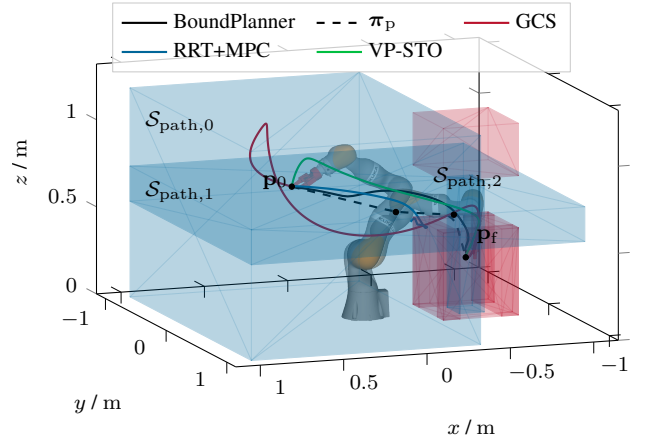 BoundPlanner π_p GCS
RRT+MPC VP-STO
z / m
1
0.5
0
S_path,0
S_path,1
S_path,2
p_0
p_f
−1
0
1
y / m
1
0.5
0
−0.5
−1
x / m